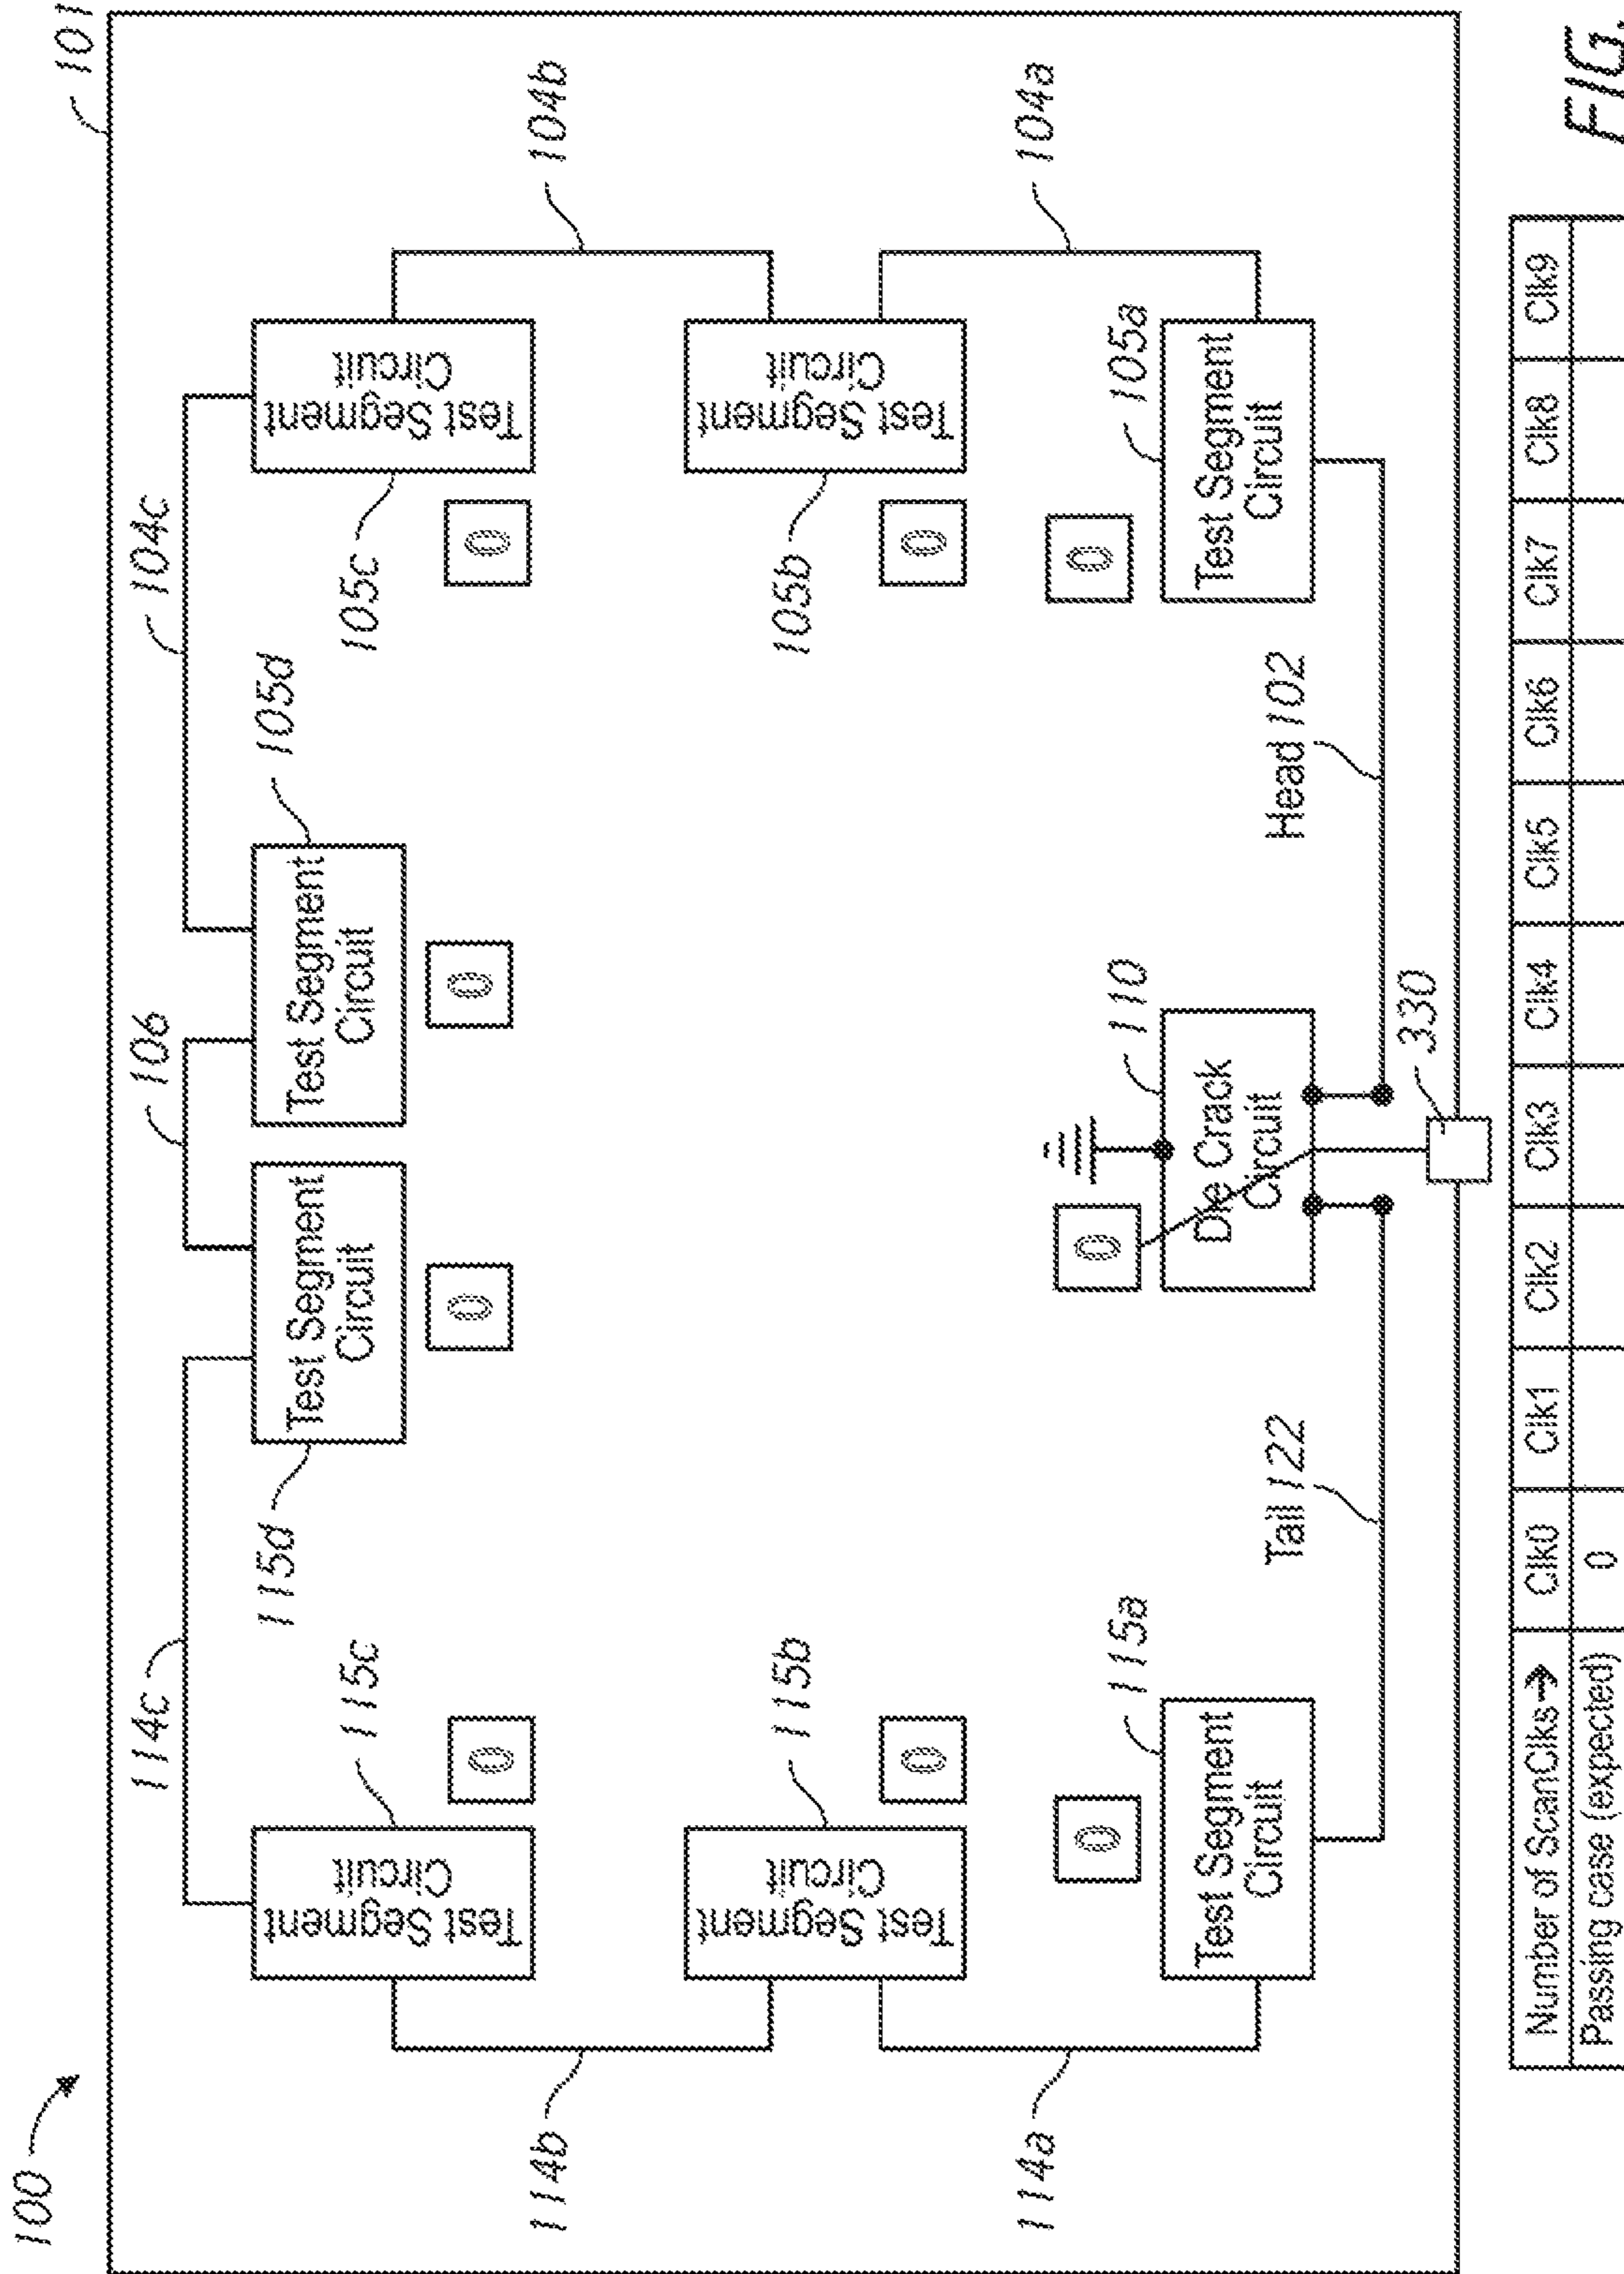 100
101
114c
106
104c
115d
105d
Test Segment
Circuit
Test Segment
Circuit
Test Segment
Circuit
Test Segment
Circuit
0
0
0
0
115c
105c
114b
104b
Test Segment
Circuit
Test Segment
Circuit
0
0
115b
105b
114a
104a
115a
110
105a
0
0
0
Test Segment
Circuit
Die Crack
Circuit
Test Segment
Circuit
Tail 122
Head 102
330
Number of ScanClks→ Clk0 Clk1 Clk2 Clk3 Clk4 Clk5 Clk6 Clk7 Clk8 Clk9
Passing case (expected) 0
FIG.